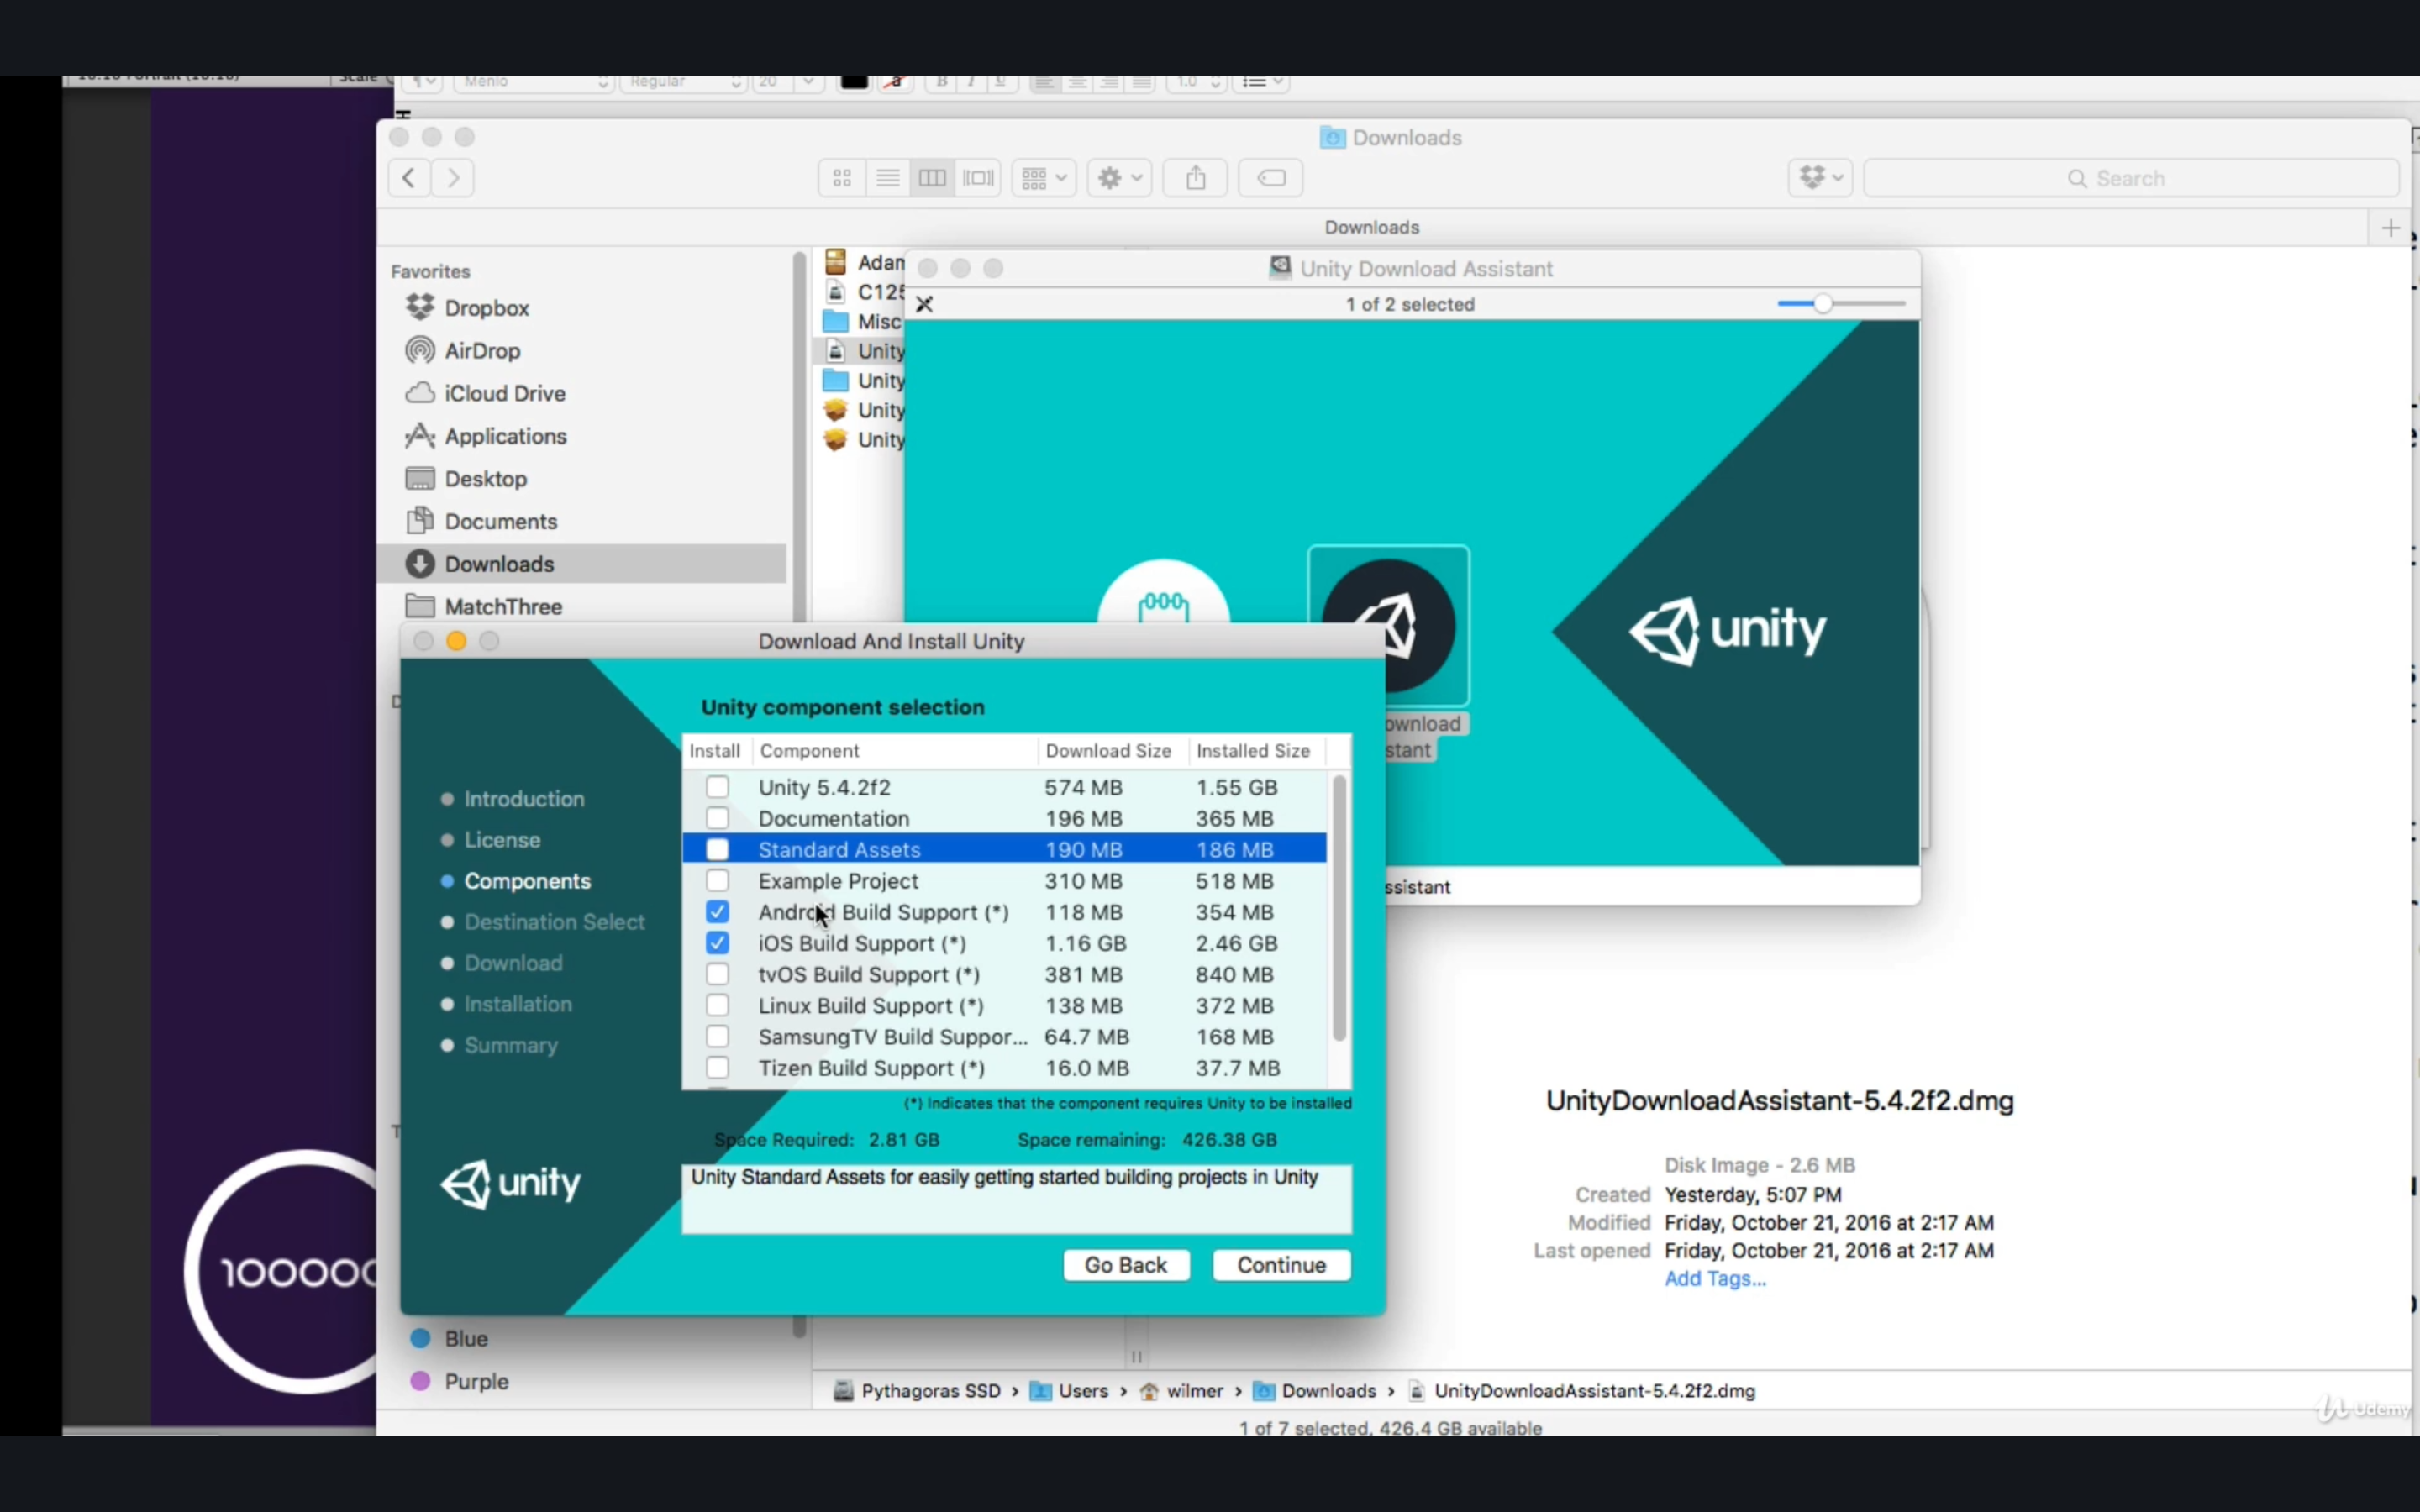 Menlo
Regular
20
B I U
1.0
Downloads
Search
Downloads
Favorites
Dropbox
AirDrop
iCloud Drive
Applications
Desktop
Documents
Downloads
MatchThree
Blue
Purple
Misc
Unity
Unity
Unity
Unity
Unity Download Assistant
1 of 2 selected
unity
Download And Install Unity
Unity component selection
Install Component Download Size Installed Size
Unity 5.4.2f2 574 MB 1.55 GB
Documentation 196 MB 365 MB
Standard Assets 190 MB 186 MB
Example Project 310 MB 518 MB
Android Build Support (*) 118 MB 354 MB
iOS Build Support (*) 1.16 GB 2.46 GB
tvOS Build Support (*) 381 MB 840 MB
Linux Build Support (*) 138 MB 372 MB
SamsungTV Build Suppor... 64.7 MB 168 MB
Tizen Build Support (*) 16.0 MB 37.7 MB
(*) Indicates that the component requires Unity to be installed
Space Required: 2.81 GB Space remaining: 426.38 GB
Unity Standard Assets for easily getting started building projects in Unity
Go Back Continue
Introduction
License
Components
Destination Select
Download
Installation
Summary
unity
UnityDownloadAssistant-5.4.2f2.dmg
Disk Image - 2.6 MB
Created Yesterday, 5:07 PM
Modified Friday, October 21, 2016 at 2:17 AM
Last opened Friday, October 21, 2016 at 2:17 AM
Add Tags...
Pythagoras SSD › Users › wilmer › Downloads › UnityDownloadAssistant-5.4.2f2.dmg
1 of 7 selected, 426.4 GB available
Udemy